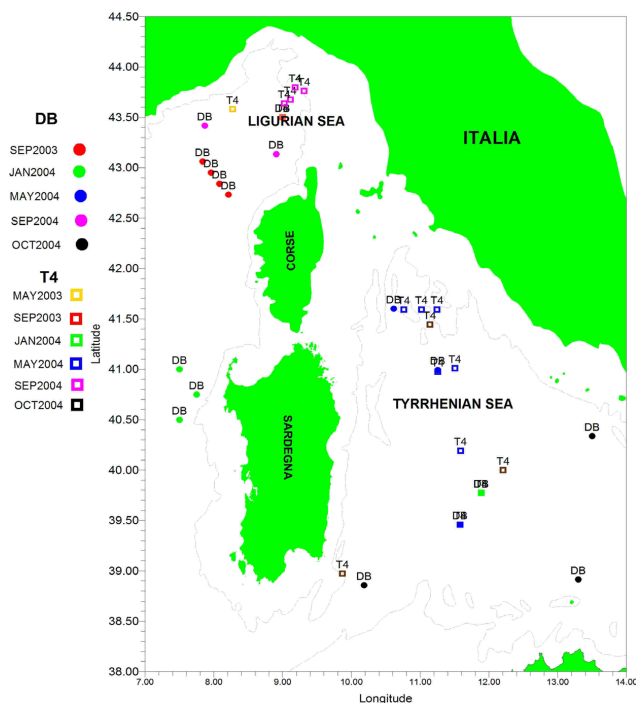 44.50
44.00
43.50
43.00
42.50
42.00
41.50
41.00
40.50
40.00
39.50
39.00
38.50
38.00
7.00 8.00 9.00 10.00 11.00 12.00 13.00 14.00
Longitude
Latitude
DB
SEP2003
JAN2004
MAY2004
SEP2004
OCT2004
T4
MAY2003
SEP2003
JAN2004
MAY2004
SEP2004
OCT2004
T4
T4
T4 T4
T4
DB
DB
LIGURIAN SEA
ITALIA
DB
DB
DB
DB
DB
DB
CORSE
DB T4 T4 T4
T4
DB
T4
T4
DB
DB
DB
TYRRHENIAN SEA
SARDEGNA
DB
T4
T4
DB
DB
T4
DB
DB